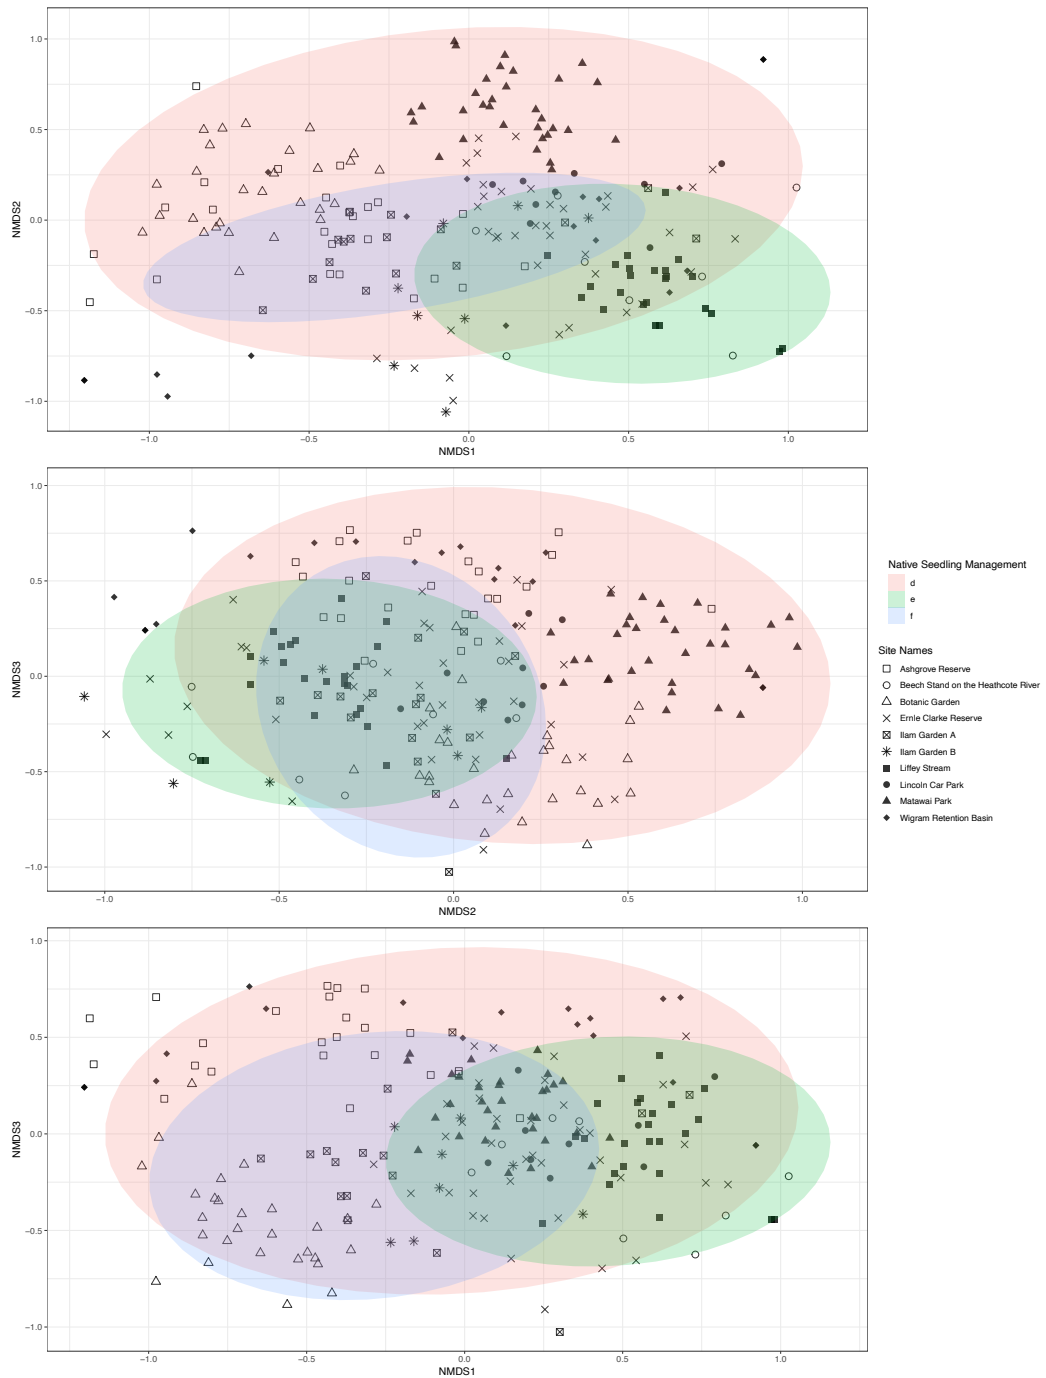 1.0
0.5
0.0
−0.5
−1.0
NMDS2
−1.0
−0.5
0.0
0.5
1.0
NMDS1
1.0
0.5
0.0
−0.5
−1.0
NMDS3
−1.0
−0.5
0.0
0.5
1.0
NMDS2
Native Seedling Management
d
e
f
Site Names
Ashgrove Reserve
Beech Stand on the Heathcote River
Botanic Garden
Ernle Clarke Reserve
Ilam Garden A
Ilam Garden B
Liffey Stream
Lincoln Car Park
Matawai Park
Wigram Retention Basin
1.0
0.5
0.0
−0.5
−1.0
NMDS3
−1.0
−0.5
0.0
0.5
1.0
NMDS1